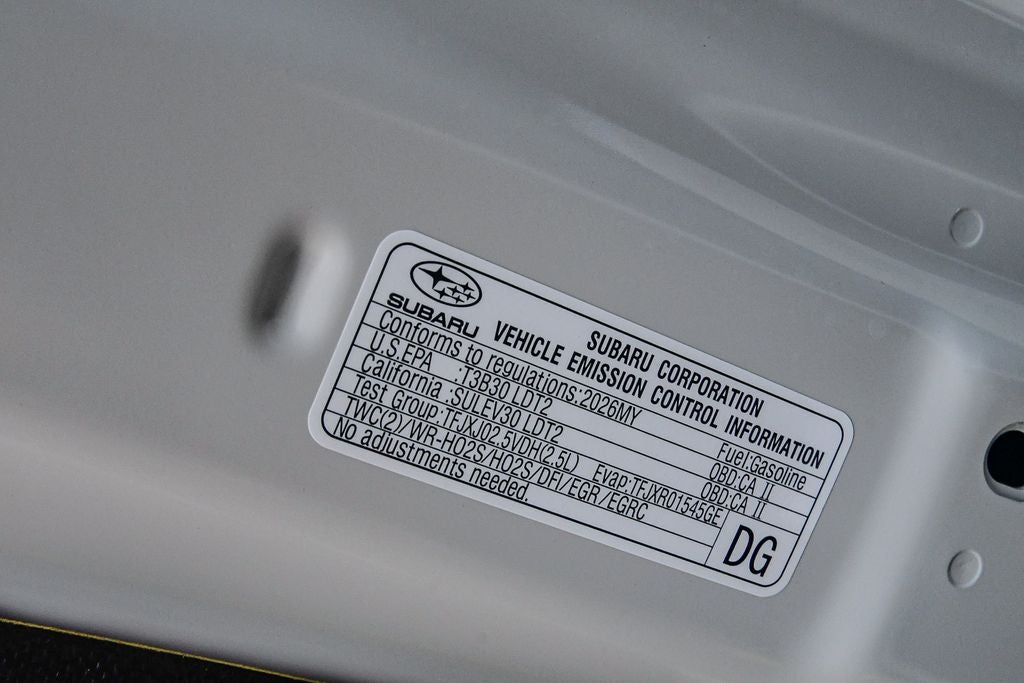 SUBARU
SUBARU CORPORATION
VEHICLE EMISSION CONTROL INFORMATION
Conforms to regulations:2026MY Fuel:Gasoline
U.S.EPA :T3B30 LDT2 OBD:CA II
California :SULEV30 LDT2 OBD:CA II
Test Group:TFJXJ02.5VDH(2.5L) Evap:TFJXR01545GE
TWC(2)/WR-HO2S/HO2S/DFI/EGR/EGRC
No adjustments needed.
DG